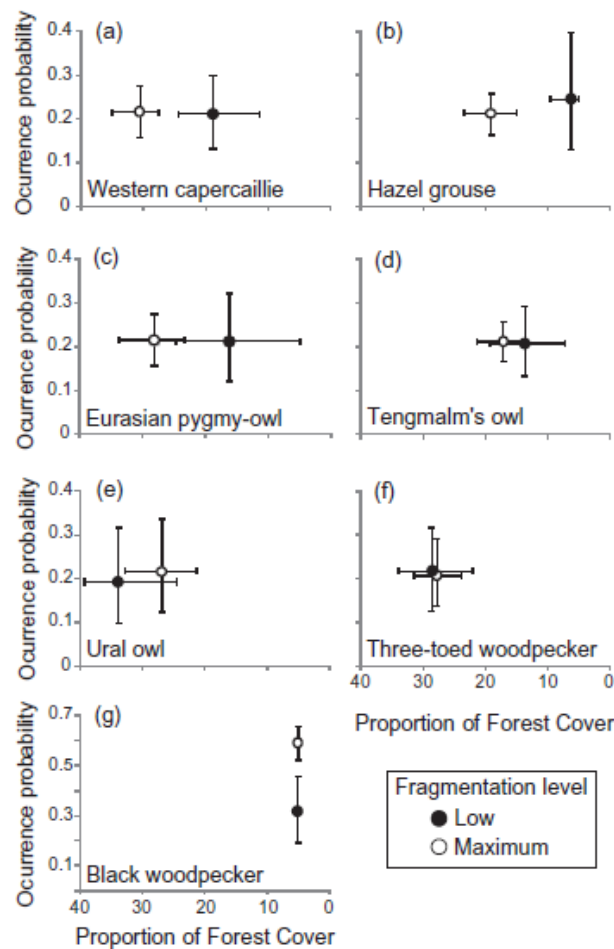 (a)
(b)
Ocurrence probability
0.4
0.3
0.2
0.1
0
Western capercaillie
Hazel grouse
(c)
(d)
Ocurrence probability
0.4
0.3
0.2
0.1
0
Eurasian pygmy-owl
Tengmalm's owl
(e)
(f)
Ocurrence probability
0.4
0.3
0.2
0.1
0
Ural owl
Three-toed woodpecker
40 30 20 10 0
Proportion of Forest Cover
(g)
Ocurrence probability
0.7
0.5
0.3
0.1
Black woodpecker
40 30 20 10 0
Proportion of Forest Cover
Fragmentation level
Low
Maximum